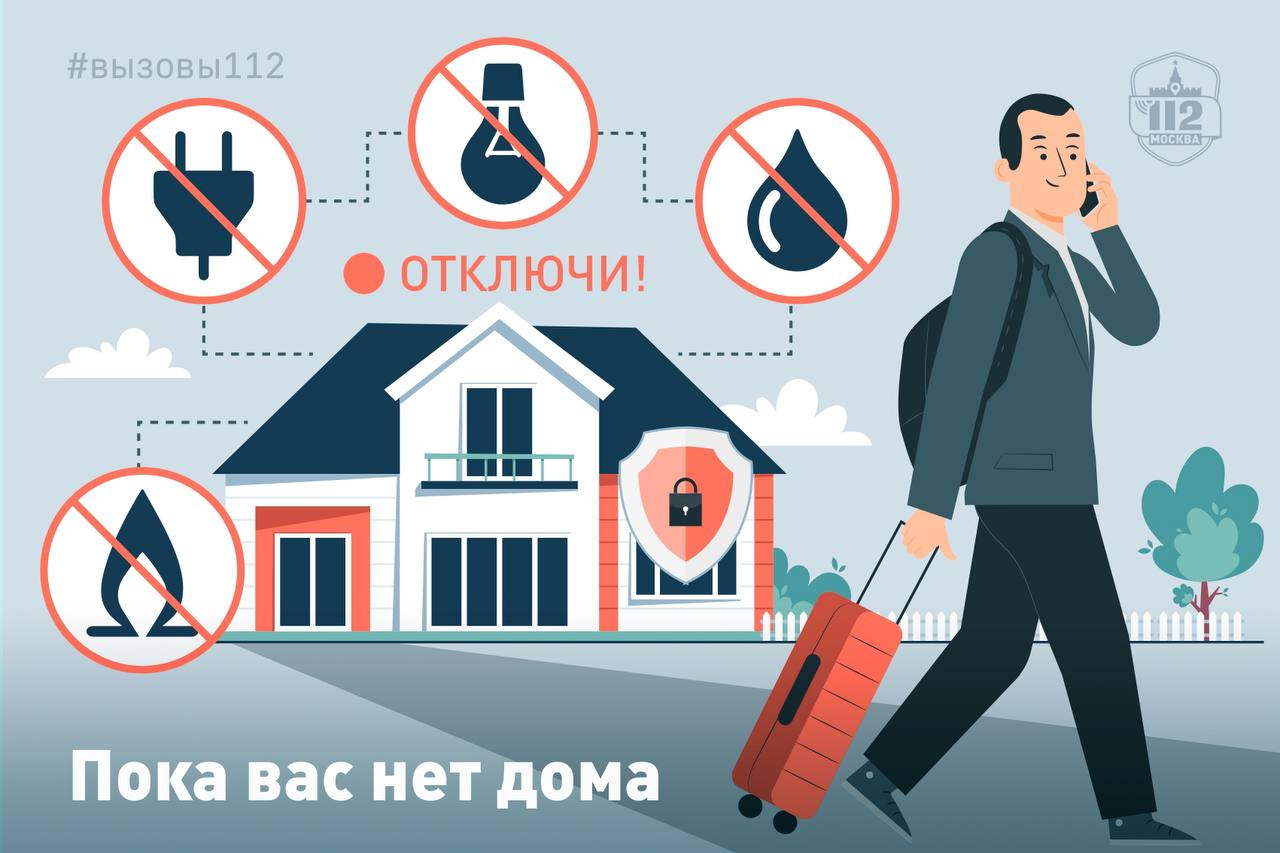 #вызовы112
112
МОСКВА
ОТКЛЮЧИ!
Пока вас нет дома